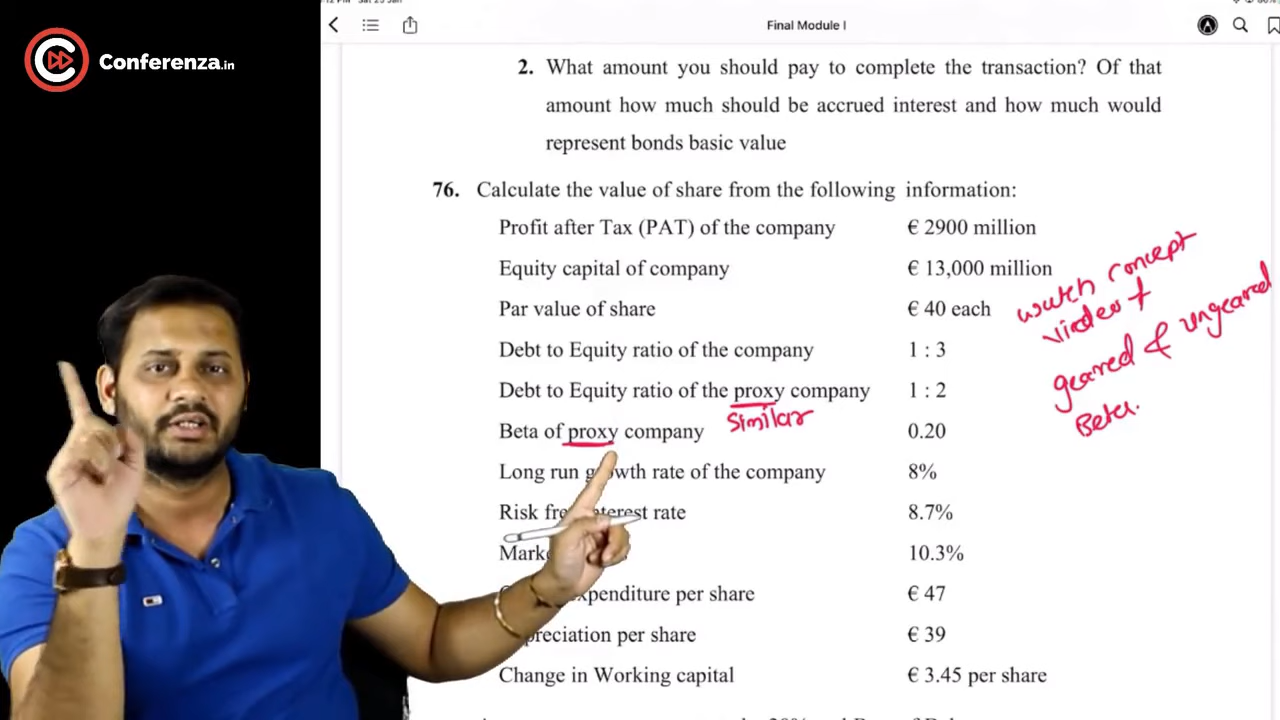 Conferenza.in
Final Module I
2. What amount you should pay to complete the transaction? Of that
amount how much should be accrued interest and how much would
represent bonds basic value
76. Calculate the value of share from the following information:
Profit after Tax (PAT) of the company € 2900 million
Equity capital of company € 13,000 million
Par value of share € 40 each
Debt to Equity ratio of the company 1 : 3
Debt to Equity ratio of the proxy company 1 : 2
Similar
Beta of proxy company 0.20
Long run growth rate of the company 8%
Risk interest rate 8.7%
10.3%
per share € 47
per share € 39
Change in Working capital € 3.45 per share
watch concept
video +
geared & ungeared
Beta.